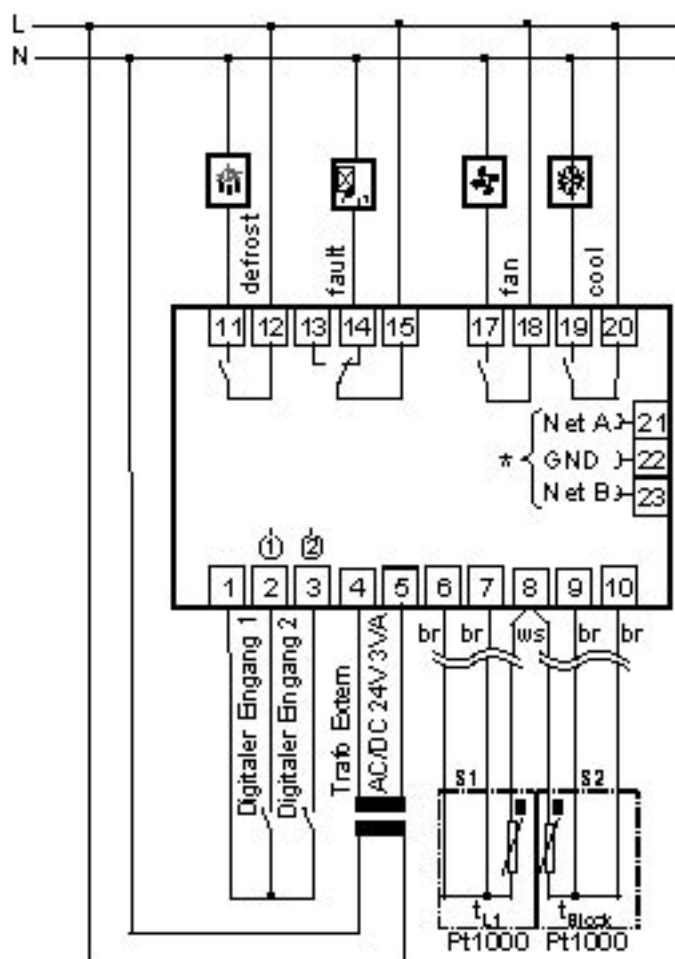 L
N
defrost
fault
fan
cool
11 12 13 14 15 17 18 19 20
Net A 21
* GND 22
Net B 23
1 2
1 2 3 4 5 6 7 8 9 10
br br ws br br
Digitaler Eingang 1
Digitaler Eingang 2
Trafo Extern
AC/DC 24V 3VA
S1 S2
tL1 tBlock
Pt1000 Pt1000